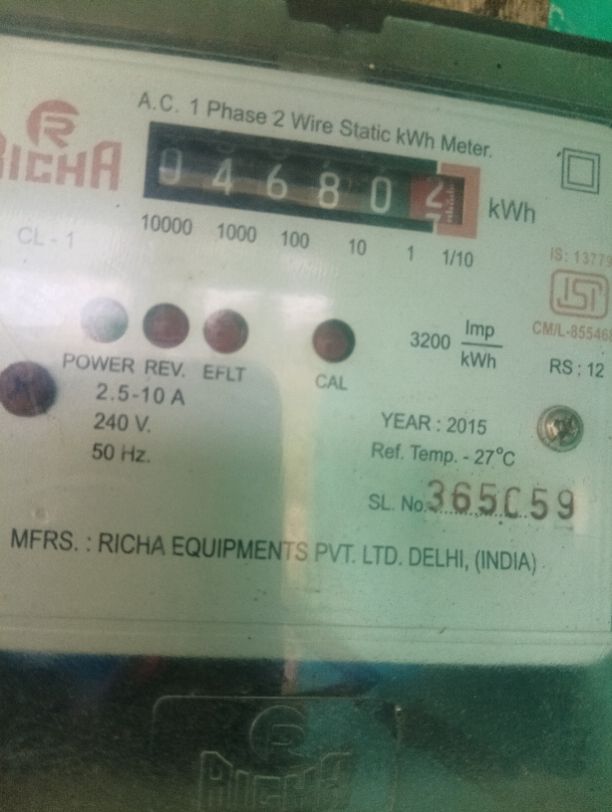 A.C. 1 Phase 2 Wire Static kWh Meter.
RICHA
0 4 6 8 0 2 kWh
10000 1000 100 10 1 1/10
CL - 1
IS: 13779
ISI
CM/L-855468
3200 Imp/kWh
RS : 12
POWER REV. EFLT CAL
2.5-10 A
240 V.
50 Hz.
YEAR : 2015
Ref. Temp. - 27°C
SL. No. 365059
MFRS. : RICHA EQUIPMENTS PVT. LTD. DELHI, (INDIA)
RICHA